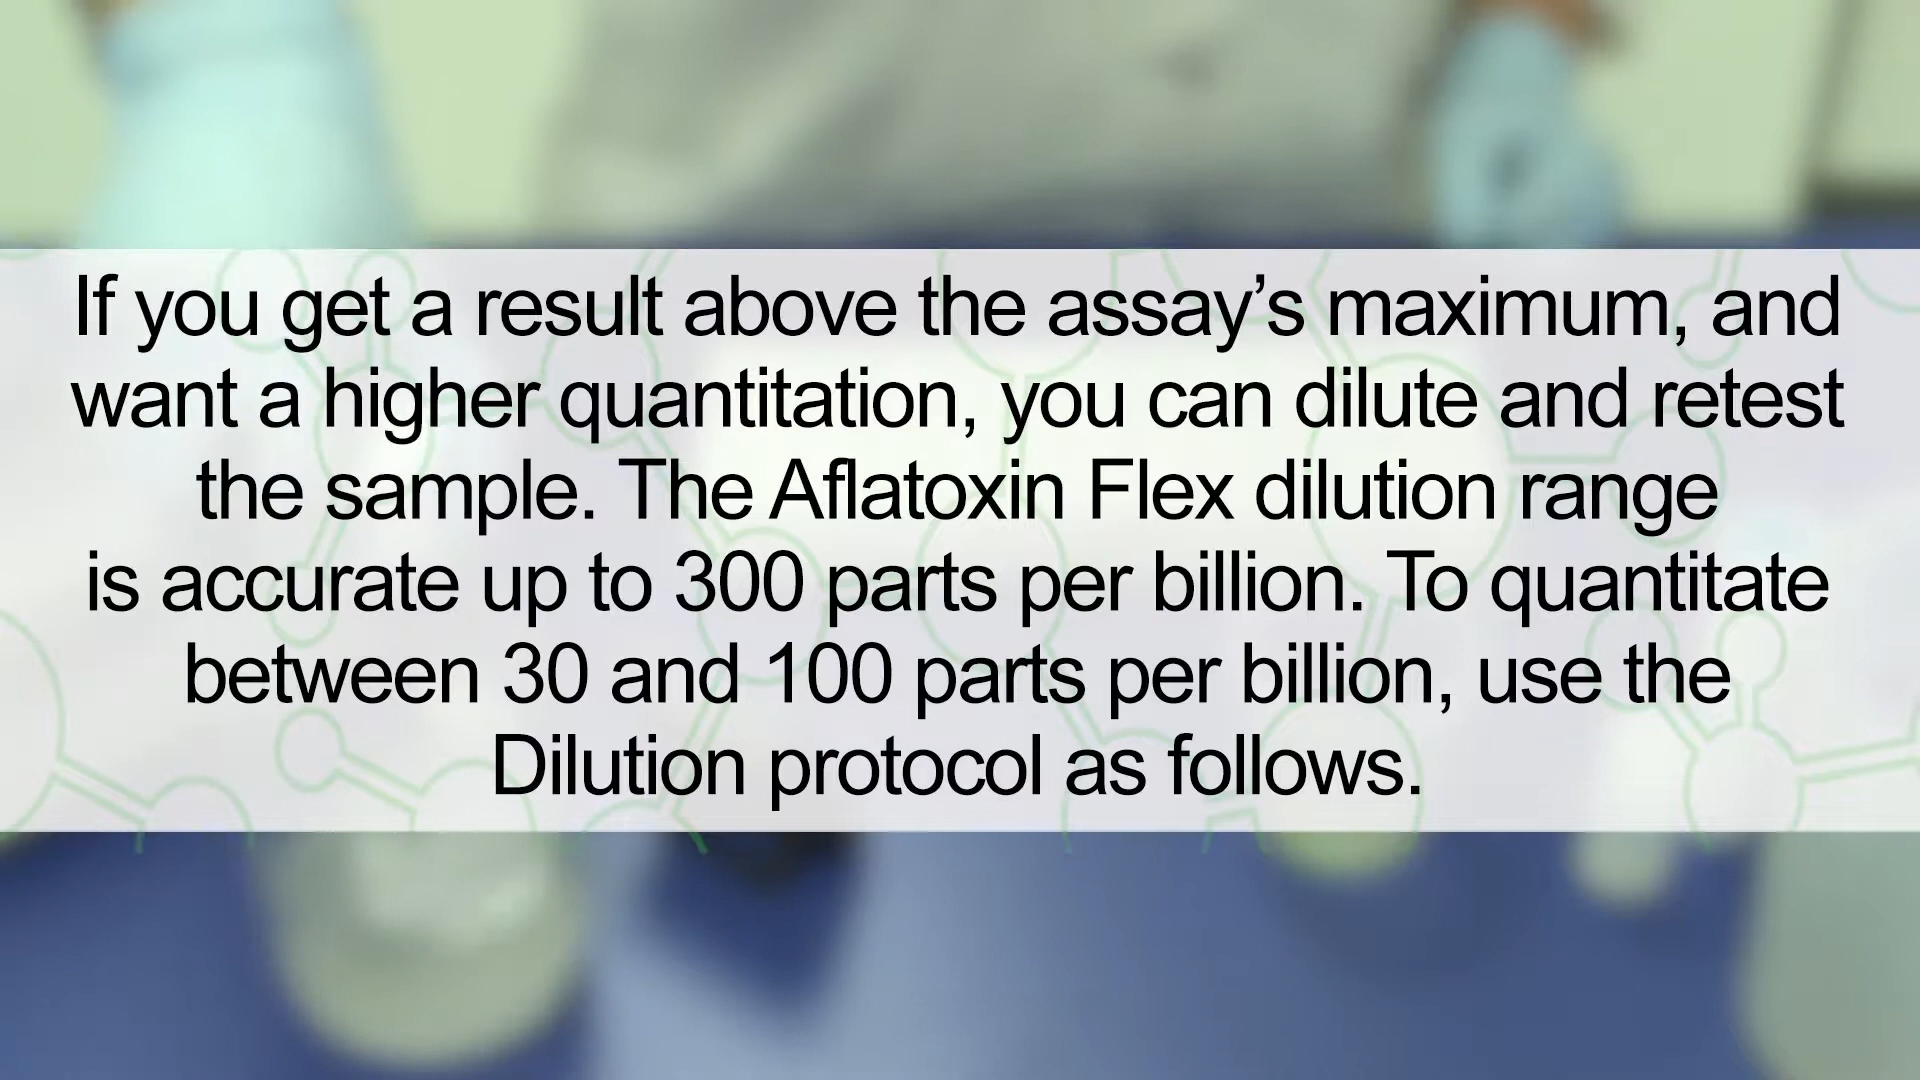 If you get a result above the assay’s maximum, and
want a higher quantitation, you can dilute and retest
the sample. The Aflatoxin Flex dilution range
is accurate up to 300 parts per billion. To quantitate
between 30 and 100 parts per billion, use the
Dilution protocol as follows.